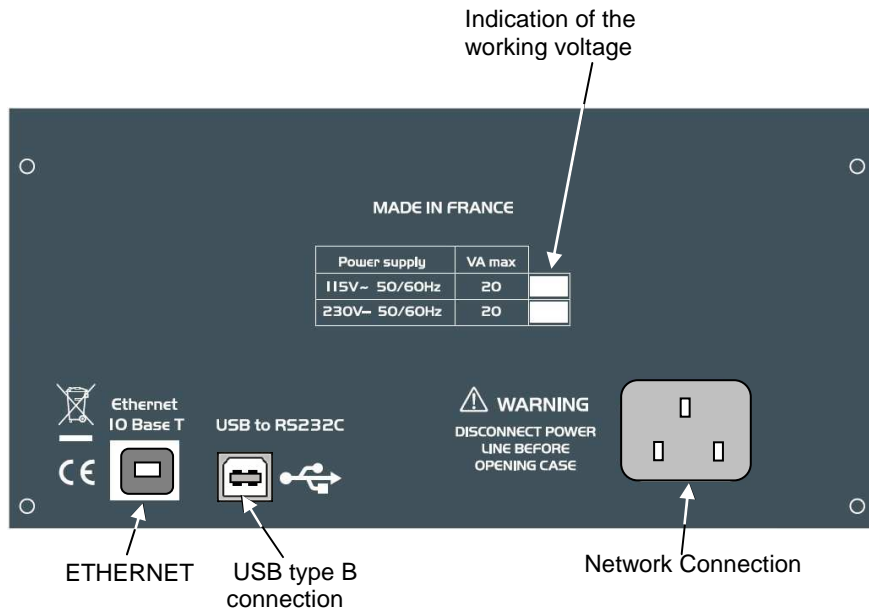 Indication of the
working voltage
MADE IN FRANCE
Power supply VA max
115V~ 50/60Hz 20
230V– 50/60Hz 20
Ethernet
10 Base T
USB to RS232C
WARNING
DISCONNECT POWER
LINE BEFORE
OPENING CASE
CE
ETHERNET
USB type B
connection
Network Connection